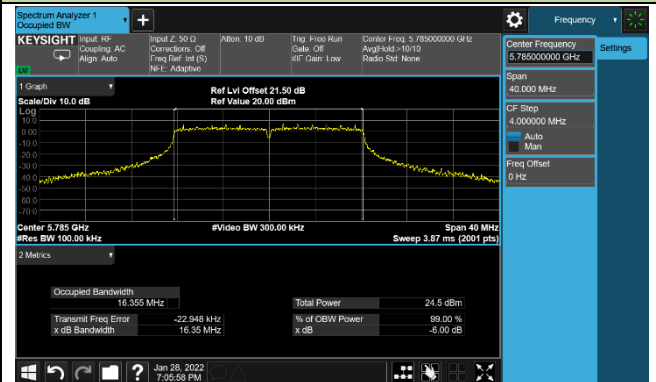 Spectrum Analyzer 1
Occupied BW
+
Frequency
KEYSIGHT
Input: RF
Coupling: AC
Align: Auto
Input Z: 50 Ω
Corrections: Off
Freq Ref: Int (S)
NFE: Adaptive
Atten: 10 dB
Trig: Free Run
Gate: Off
#IF Gain: Low
Center Freq: 5.785000000 GHz
Avg|Hold:>10/10
Radio Std: None
Center Frequency
5.785000000 GHz
Settings
Span
40.000 MHz
CF Step
4.000000 MHz
Auto
Man
Freq Offset
0 Hz
1 Graph
Scale/Div 10.0 dB
Ref Lvl Offset 21.50 dB
Ref Value 20.00 dBm
Log
10.0
0.00
-10.0
-20.0
-30.0
-40.0
-50.0
-60.0
-70.0
Center 5.785 GHz
#Res BW 100.00 kHz
#Video BW 300.00 kHz
Span 40 MHz
Sweep 3.87 ms (2001 pts)
2 Metrics
Occupied Bandwidth
16.355 MHz
Total Power 24.5 dBm
Transmit Freq Error -22.948 kHz
% of OBW Power 99.00 %
x dB Bandwidth 16.35 MHz
x dB -6.00 dB
?
Jan 28, 2022
7:05:58 PM